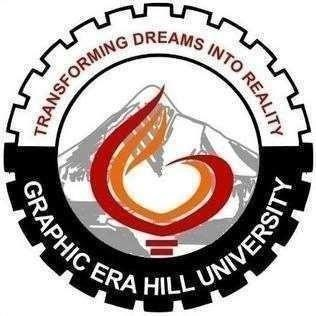 TRANSFORMING DREAMS INTO REALITY
GRAPHIC ERA HILL UNIVERSITY